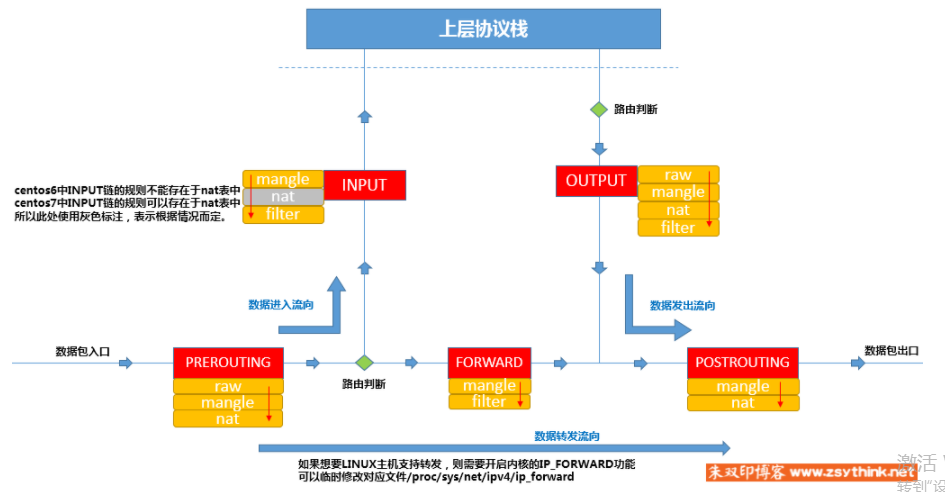 上层协议栈
路由判断
mangle
nat
filter
INPUT
OUTPUT
raw
mangle
nat
filter
centos6中INPUT链的规则不能存在于nat表中
centos7中INPUT链的规则可以存在于nat表中
所以此处使用灰色标注，表示根据情况而定。
数据进入流向
数据发出流向
数据包入口
PREROUTING
raw
mangle
nat
路由判断
FORWARD
mangle
filter
POSTROUTING
mangle
nat
数据包出口
数据转发流向
如果想要LINUX主机支持转发，则需要开启内核的IP_FORWARD功能
可以临时修改对应文件/proc/sys/net/ipv4/ip_forward
朱双印博客 www.zsythink.net
激活 W
转到"设